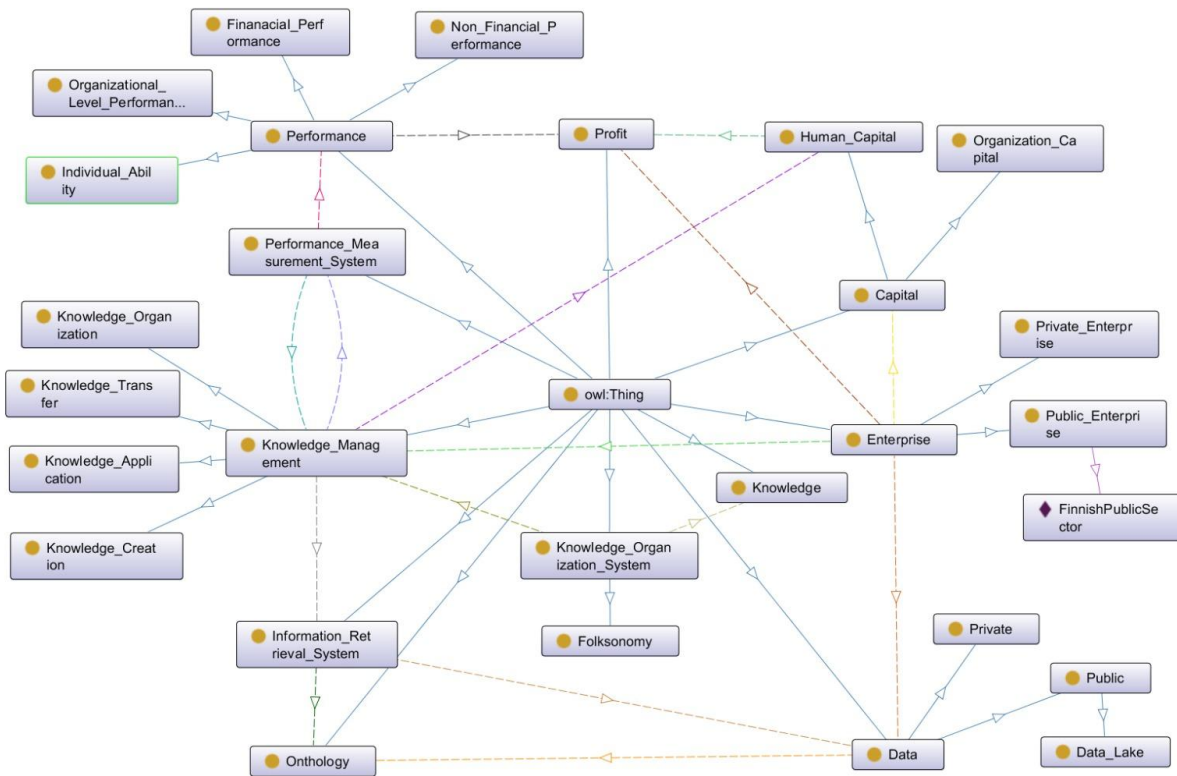 Finanacial_Perf
ormance
Non_Financial_P
erformance
Organizational_
Level_Performan...
Performance
Profit
Human_Capital
Organization_Ca
pital
Individual_Abil
ity
Performance_Mea
surement_System
Capital
Knowledge_Organ
ization
Private_Enterpr
ise
Knowledge_Trans
fer
owl:Thing
Public_Enterpri
se
Knowledge_Manag
ement
Enterprise
Knowledge_Appli
cation
Knowledge
FinnishPublicSe
ctor
Knowledge_Creat
ion
Knowledge_Organ
ization_System
Information_Ret
rieval_System
Folksonomy
Private
Public
Onthology
Data
Data_Lake